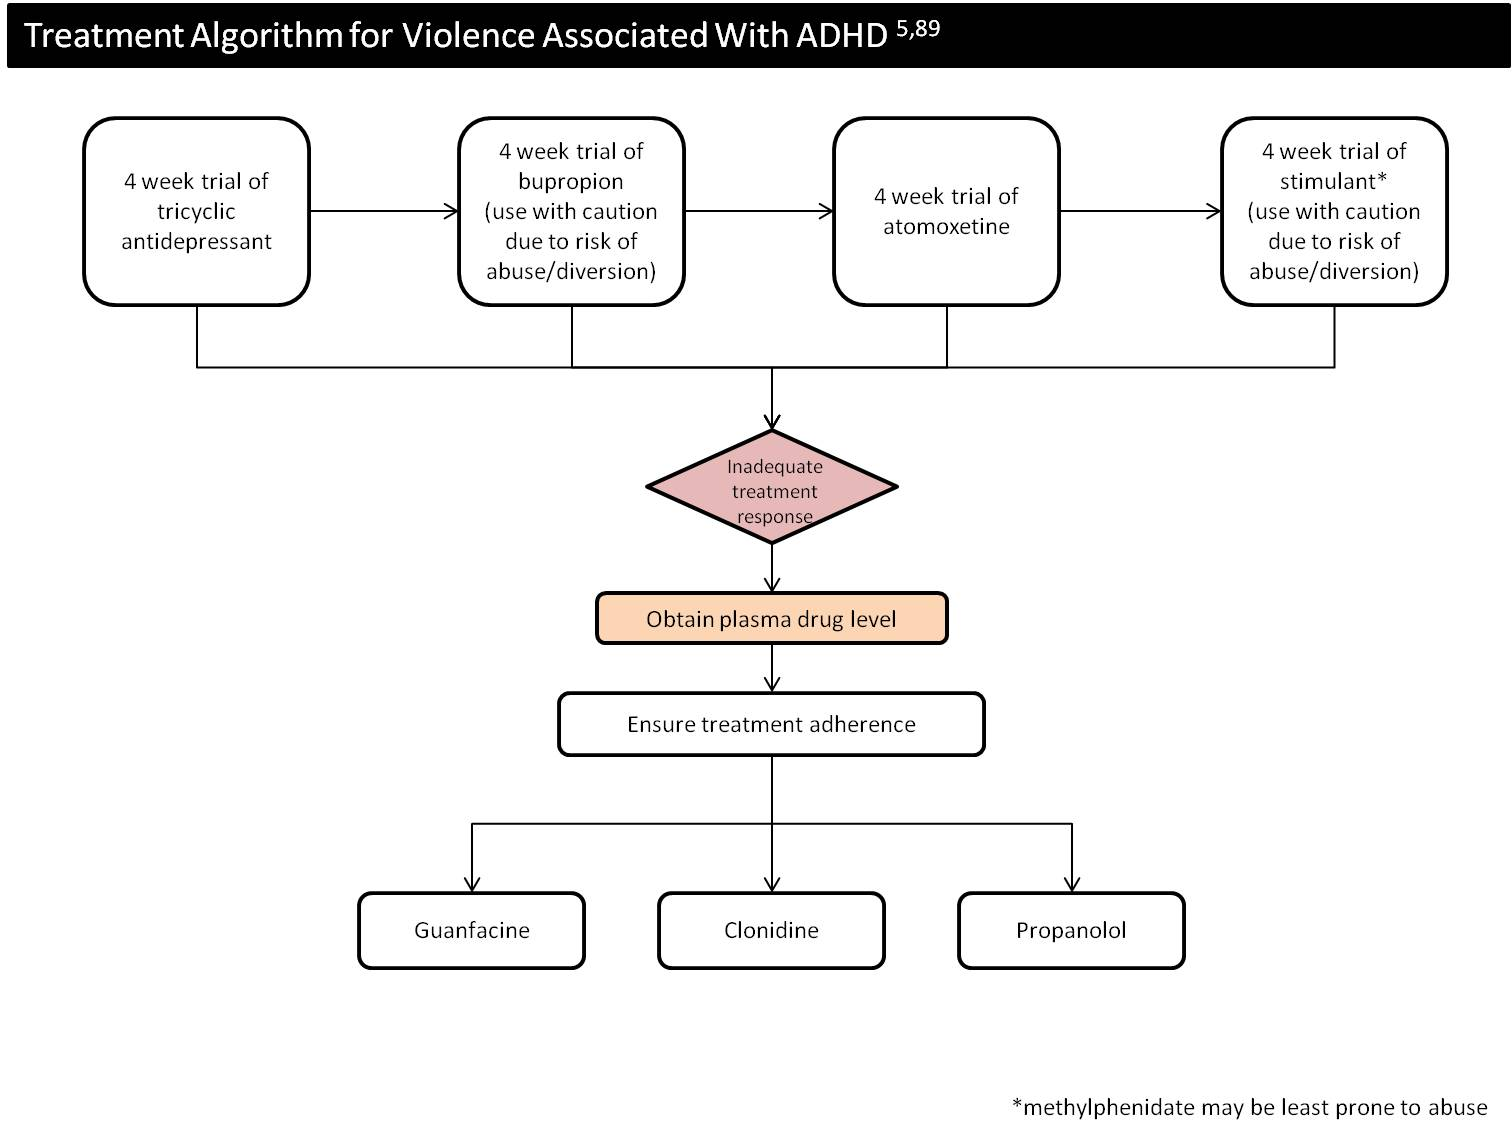 Treatment Algorithm for Violence Associated With ADHD 5,89
4 week trial of
tricyclic
antidepressant
4 week trial of
bupropion
(use with caution
due to risk of
abuse/diversion)
4 week trial of
atomoxetine
4 week trial of
stimulant*
(use with caution
due to risk of
abuse/diversion)
Inadequate
treatment
response
Obtain plasma drug level
Ensure treatment adherence
Guanfacine
Clonidine
Propanolol
*methylphenidate may be least prone to abuse